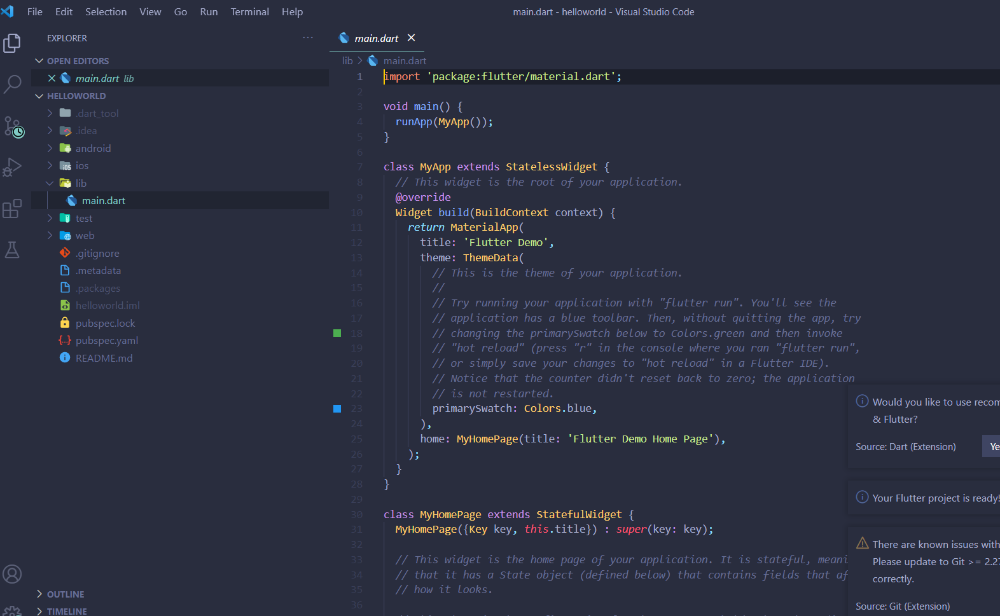 File Edit Selection View Go Run Terminal Help
main.dart - helloworld - Visual Studio Code
EXPLORER
OPEN EDITORS
main.dart lib
HELLOWORLD
.dart_tool
.idea
android
ios
lib
main.dart
test
web
.gitignore
.metadata
.packages
helloworld.iml
pubspec.lock
pubspec.yaml
README.md
OUTLINE
TIMELINE
main.dart
lib > main.dart
1 import 'package:flutter/material.dart';
2
3 void main() {
4 runApp(MyApp());
5 }
6
7 class MyApp extends StatelessWidget {
8 // This widget is the root of your application.
9 @override
10 Widget build(BuildContext context) {
11 return MaterialApp(
12 title: 'Flutter Demo',
13 theme: ThemeData(
14 // This is the theme of your application.
15 //
16 // Try running your application with "flutter run". You'll see the
17 // application has a blue toolbar. Then, without quitting the app, try
18 // changing the primarySwatch below to Colors.green and then invoke
19 // "hot reload" (press "r" in the console where you ran "flutter run",
20 // or simply save your changes to "hot reload" in a Flutter IDE).
21 // Notice that the counter didn't reset back to zero; the application
22 // is not restarted.
23 primarySwatch: Colors.blue,
24 ),
25 home: MyHomePage(title: 'Flutter Demo Home Page'),
26 );
27 }
28 }
29
30 class MyHomePage extends StatefulWidget {
31 MyHomePage({Key key, this.title}) : super(key: key);
32
33 // This widget is the home page of your application. It is stateful, meani
34 // that it has a State object (defined below) that contains fields that af
35 // how it looks.
36
Would you like to use recom
& Flutter?
Source: Dart (Extension)
Ye
Your Flutter project is ready!
There are known issues with
Please update to Git >= 2.27
correctly.
Source: Git (Extension)